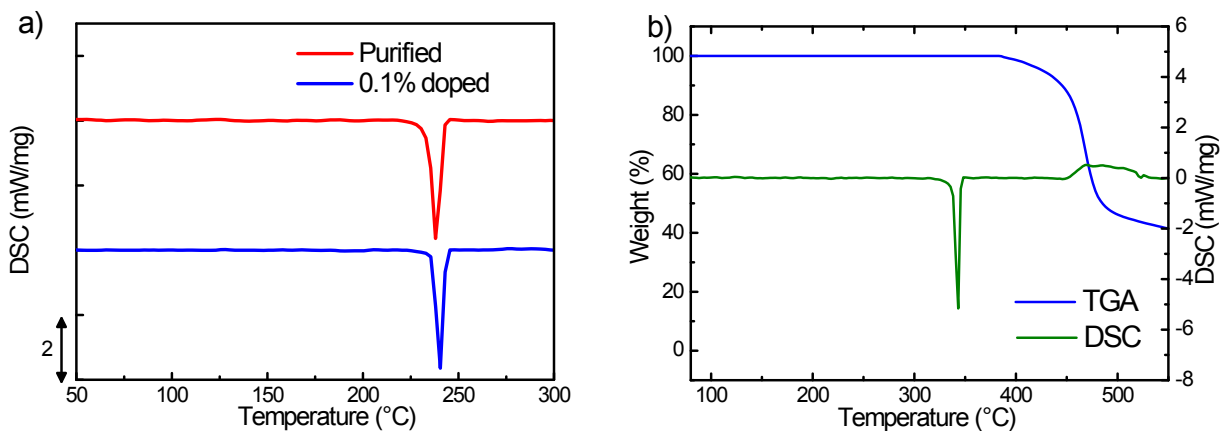 a)
Purified
0.1% doped
DSC (mW/mg)
2
50 100 150 200 250 300
Temperature (°C)
b)
100
80
60
40
20
0
Weight (%)
6
4
2
0
-2
-4
-6
-8
DSC (mW/mg)
TGA
DSC
100 200 300 400 500
Temperature (°C)